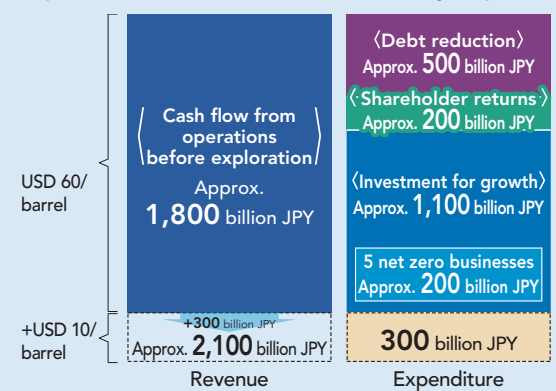 USD 60/
barrel
+USD 10/
barrel
〈Cash flow from
operations
before exploration〉
Approx.
1,800 billion JPY
+300 billion JPY
Approx. 2,100 billion JPY
Revenue
〈Debt reduction〉
Approx. 500 billion JPY
〈Shareholder returns〉
Approx. 200 billion JPY
〈Investment for growth〉
Approx. 1,100 billion JPY
5 net zero businesses
Approx. 200 billion JPY
300 billion JPY
Expenditure